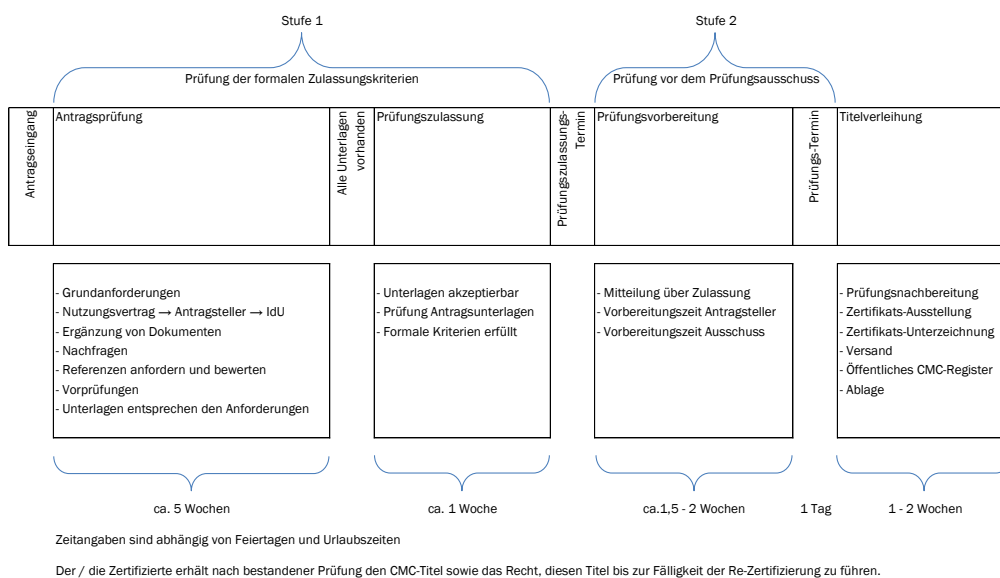 Stufe 1
Stufe 2
Prüfung der formalen Zulassungskriterien
Prüfung vor dem Prüfungsausschuss
Antragseingang
Antragsprüfung
Alle Unterlagen
vorhanden
Prüfungszulassung
Prüfungszulassungs-
Termin
Prüfungsvorbereitung
Prüfungs-Termin
Titelverleihung
- Grundanforderungen
- Nutzungsvertrag → Antragsteller → IdU
- Ergänzung von Dokumenten
- Nachfragen
- Referenzen anfordern und bewerten
- Vorprüfungen
- Unterlagen entsprechen den Anforderungen
- Unterlagen akzeptierbar
- Prüfung Antragsunterlagen
- Formale Kriterien erfüllt
- Mitteilung über Zulassung
- Vorbereitungszeit Antragsteller
- Vorbereitungszeit Ausschuss
- Prüfungsnachbereitung
- Zertifikats-Ausstellung
- Zertifikats-Unterzeichnung
- Versand
- Öffentliches CMC-Register
- Ablage
ca. 5 Wochen
ca. 1 Woche
ca.1,5 - 2 Wochen
1 Tag
1 - 2 Wochen
Zeitangaben sind abhängig von Feiertagen und Urlaubszeiten
Der / die Zertifizierte erhält nach bestandener Prüfung den CMC-Titel sowie das Recht, diesen Titel bis zur Fälligkeit der Re-Zertifizierung zu führen.